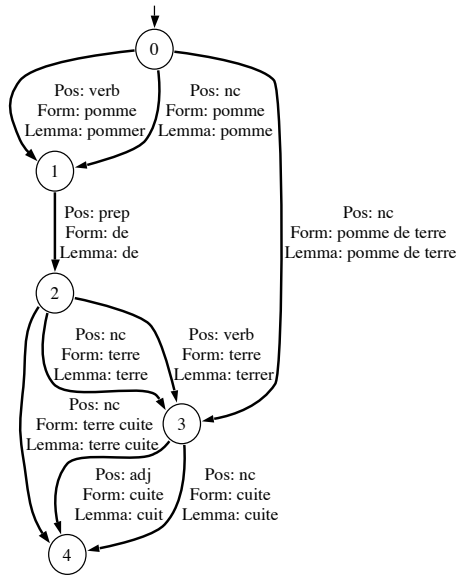 0
Pos: verb
Form: pomme
Lemma: pommer
Pos: nc
Form: pomme
Lemma: pomme
1
Pos: prep
Form: de
Lemma: de
Pos: nc
Form: pomme de terre
Lemma: pomme de terre
2
Pos: nc
Form: terre
Lemma: terre
Pos: verb
Form: terre
Lemma: terrer
Pos: nc
Form: terre cuite
Lemma: terre cuite
3
Pos: adj
Form: cuite
Lemma: cuit
Pos: nc
Form: cuite
Lemma: cuite
4